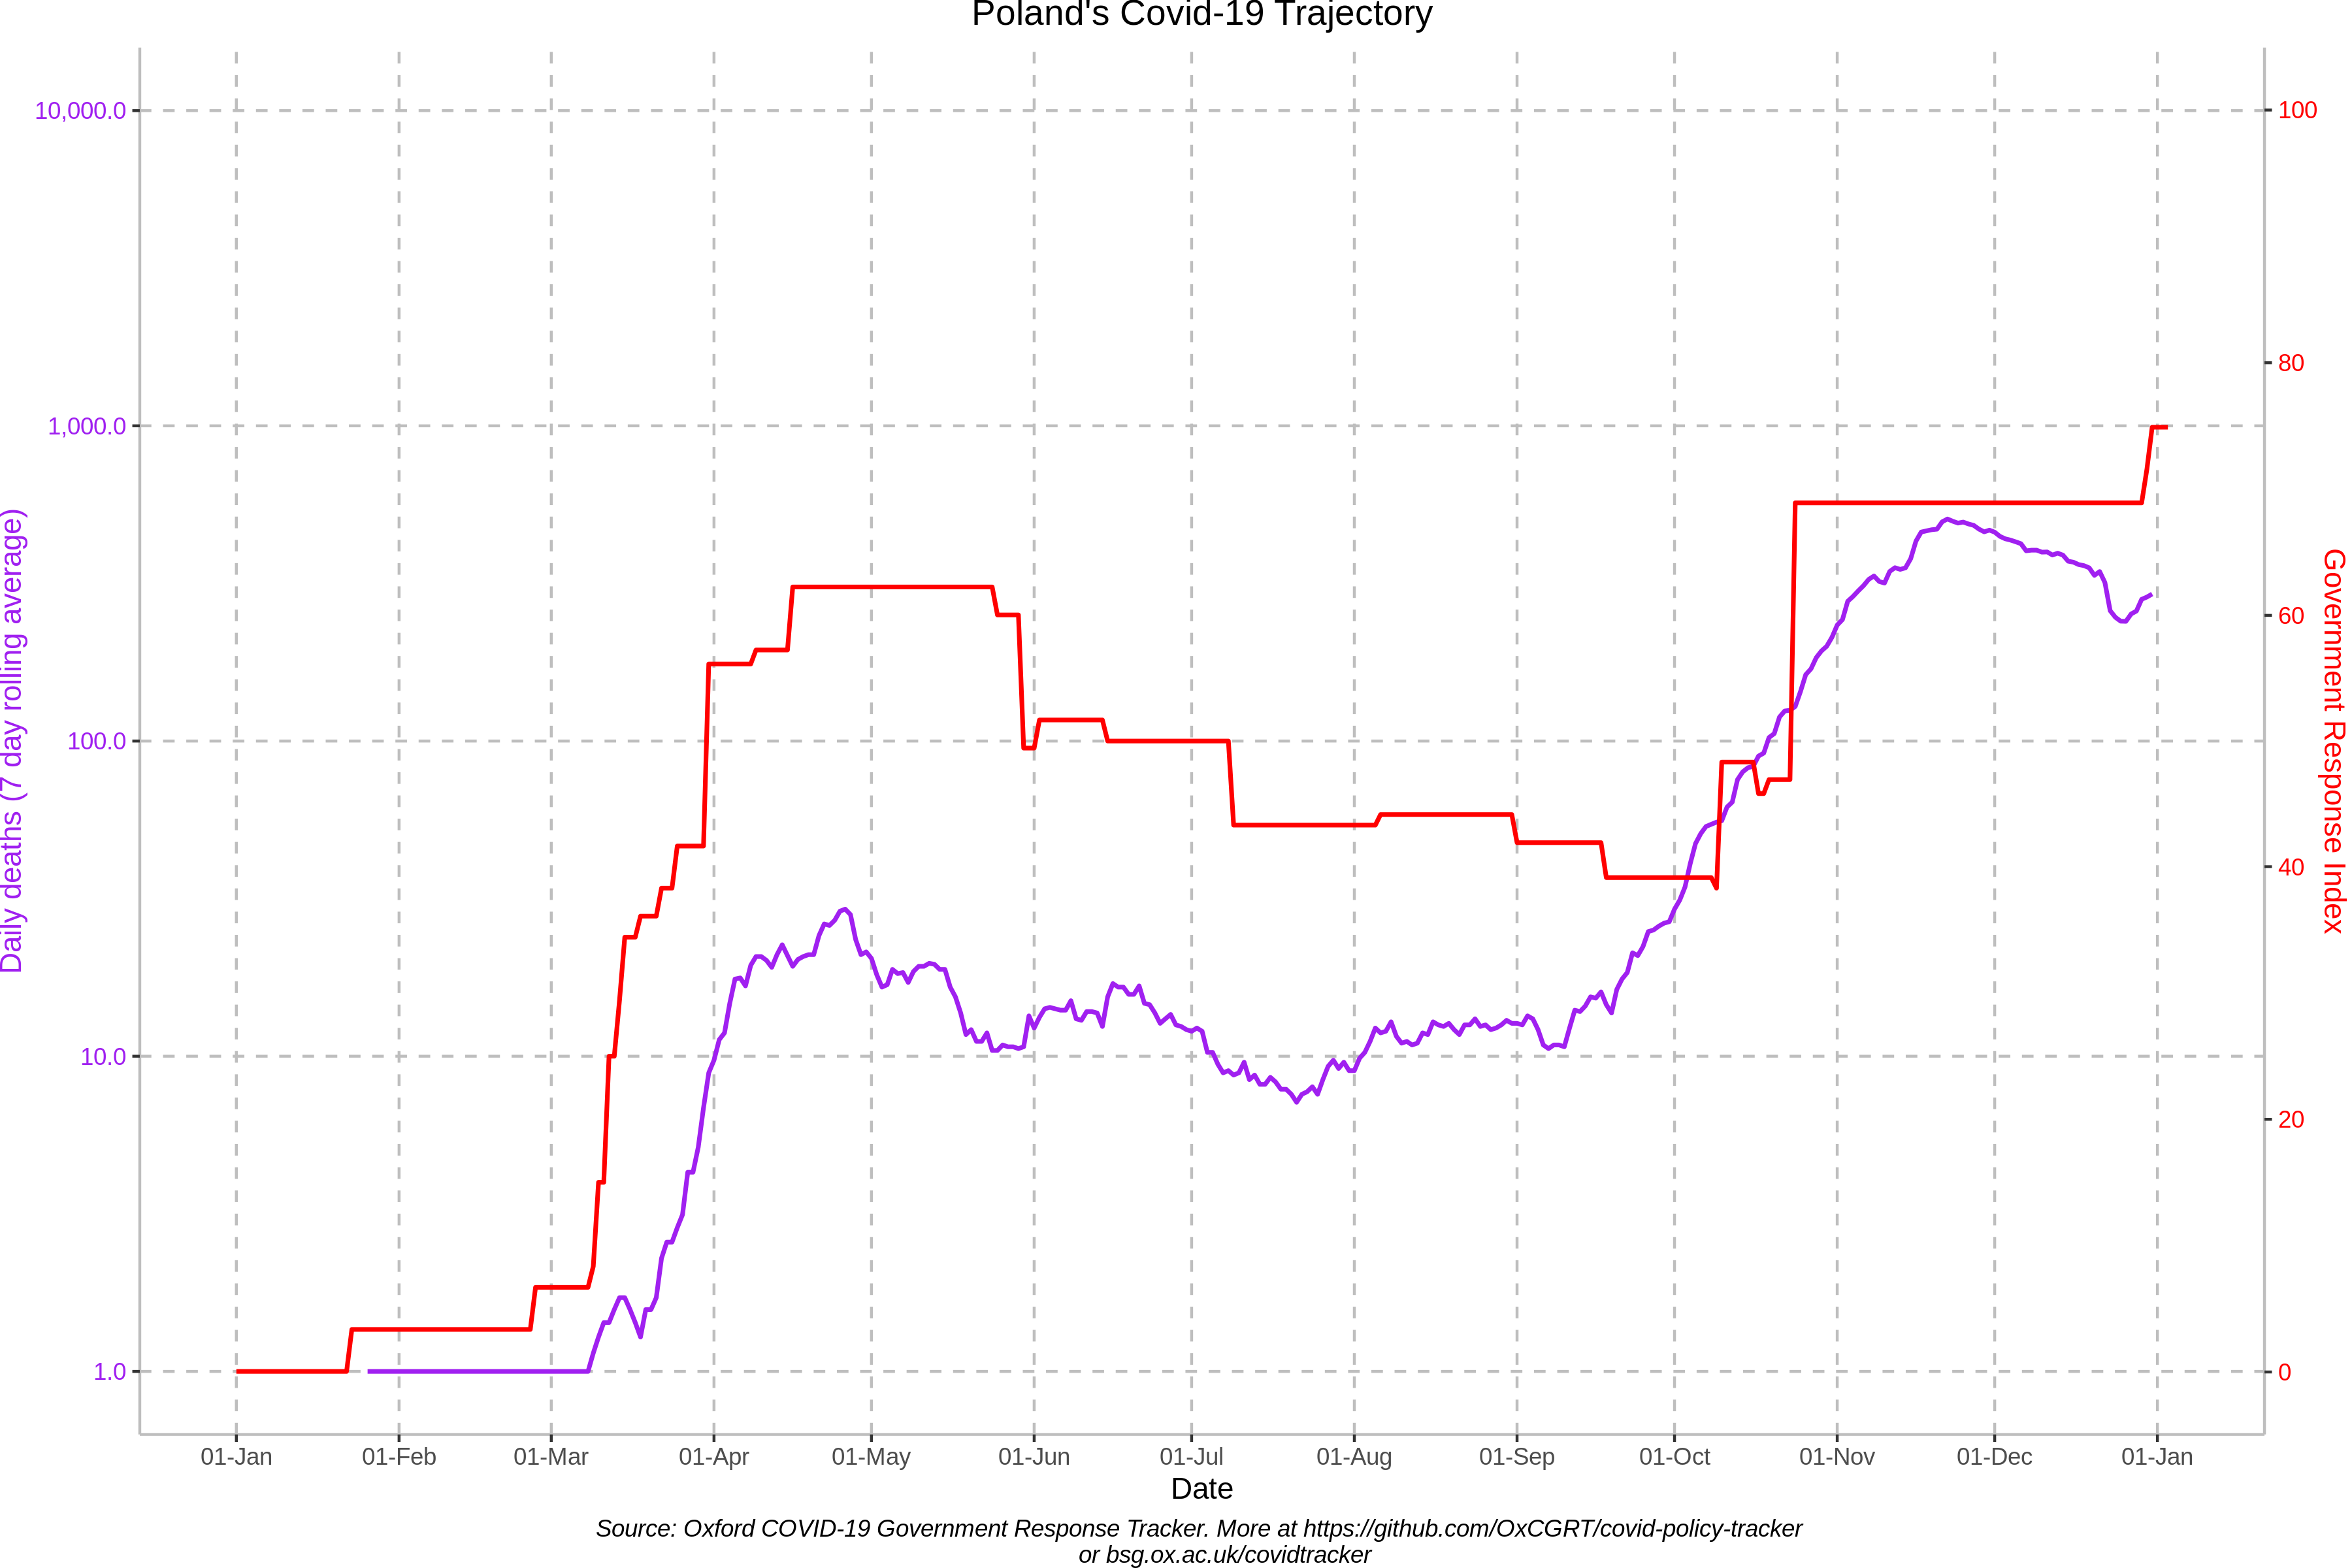 Poland's Covid-19 Trajectory
10,000.0
1,000.0
100.0
10.0
1.0
Daily deaths (7 day rolling average)
100
80
60
40
20
0
Government Response Index
01-Jan 01-Feb 01-Mar 01-Apr 01-May 01-Jun 01-Jul 01-Aug 01-Sep 01-Oct 01-Nov 01-Dec 01-Jan
Date
Source: Oxford COVID-19 Government Response Tracker. More at https://github.com/OxCGRT/covid-policy-tracker
or bsg.ox.ac.uk/covidtracker